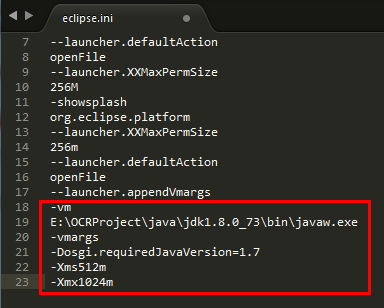 eclipse.ini
7 --launcher.defaultAction
8 openFile
9 --launcher.XXMaxPermSize
10 256M
11 -showsplash
12 org.eclipse.platform
13 --launcher.XXMaxPermSize
14 256m
15 --launcher.defaultAction
16 openFile
17 --launcher.appendVmargs
18 -vm
19 E:\OCRProject\java\jdk1.8.0_73\bin\javaw.exe
20 -vmargs
21 -Dosgi.requiredJavaVersion=1.7
22 -Xms512m
23 -Xmx1024m